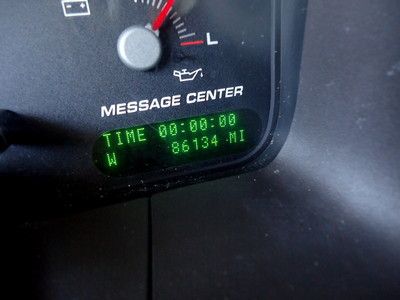 L
MESSAGE CENTER
TIME 00:00:00
W 86134 MI